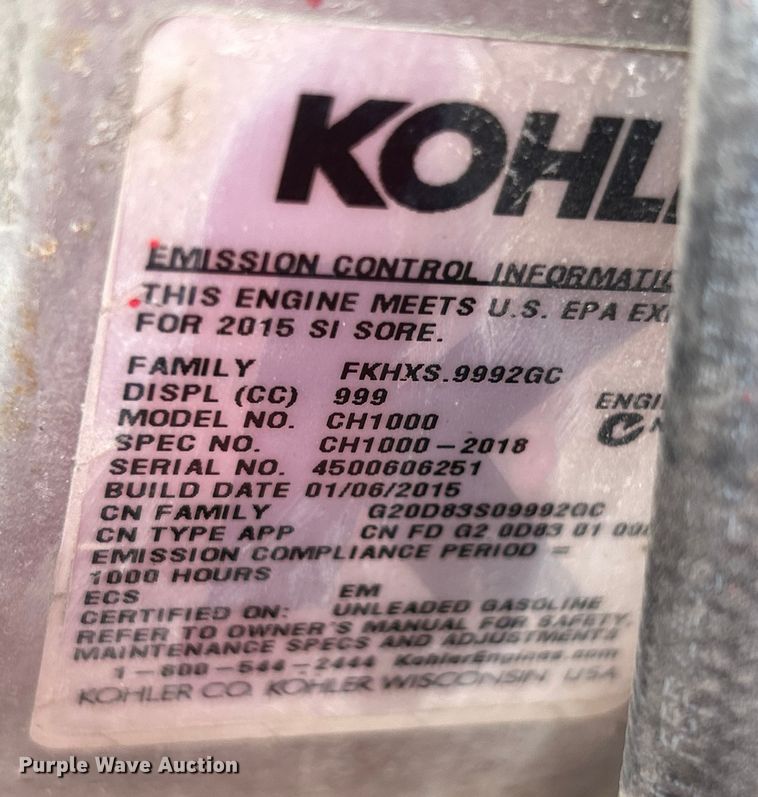 KOHL
EMISSION CONTROL INFORMATIO
THIS ENGINE MEETS U.S. EPA EX
FOR 2015 SI SORE.
FAMILY FKHXS.9992GC
DISPL (CC) 999 ENGI
MODEL NO. CH1000 N
SPEC NO. CH1000-2018
SERIAL NO. 4500606251
BUILD DATE 01/06/2015
CN FAMILY G20D83S09992GC
CN TYPE APP CN FD G2 0D83 01
EMISSION COMPLIANCE PERIOD =
1000 HOURS
ECS EM
CERTIFIED ON: UNLEADED GASOLINE
REFER TO OWNER'S MANUAL FOR SAFETY,
MAINTENANCE SPECS AND ADJUSTMENTS
1-800-544-2444 KohlerEngines.com
KOHLER CO. KOHLER WISCONSIN USA
Purple Wave Auction